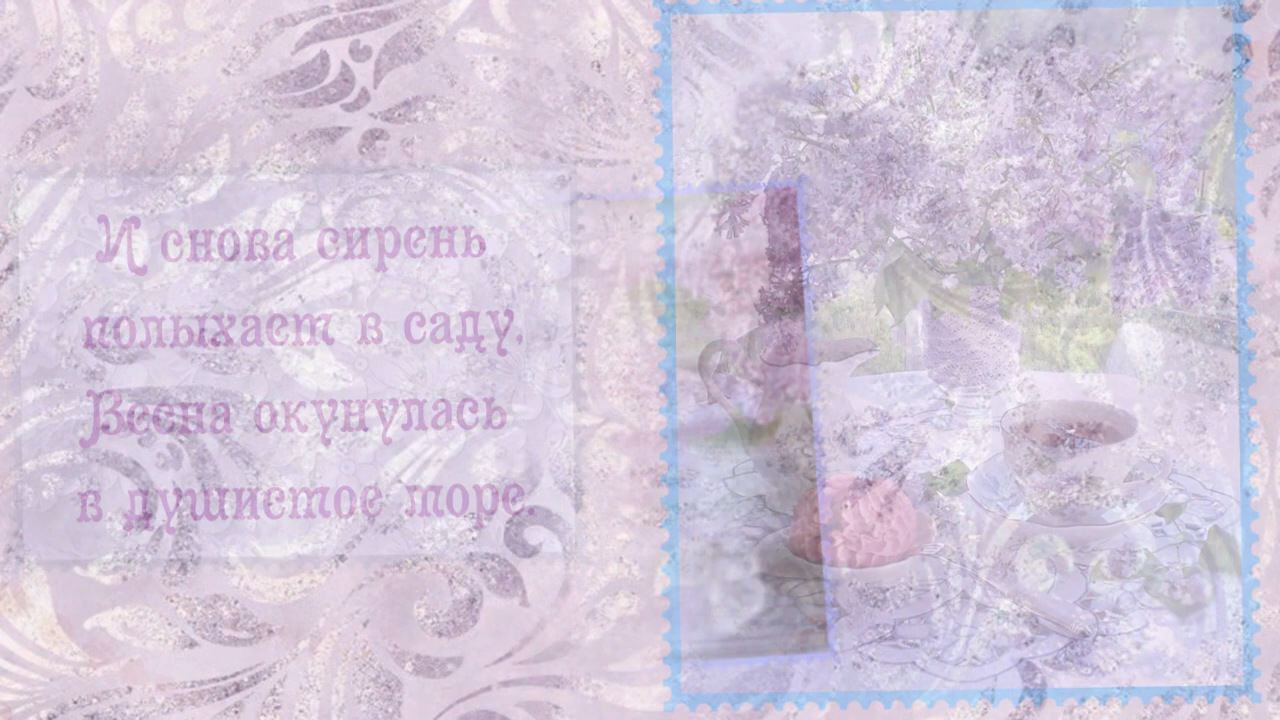 И снова сирень
полыхает в саду,
Весна окунулась
в душистое море.